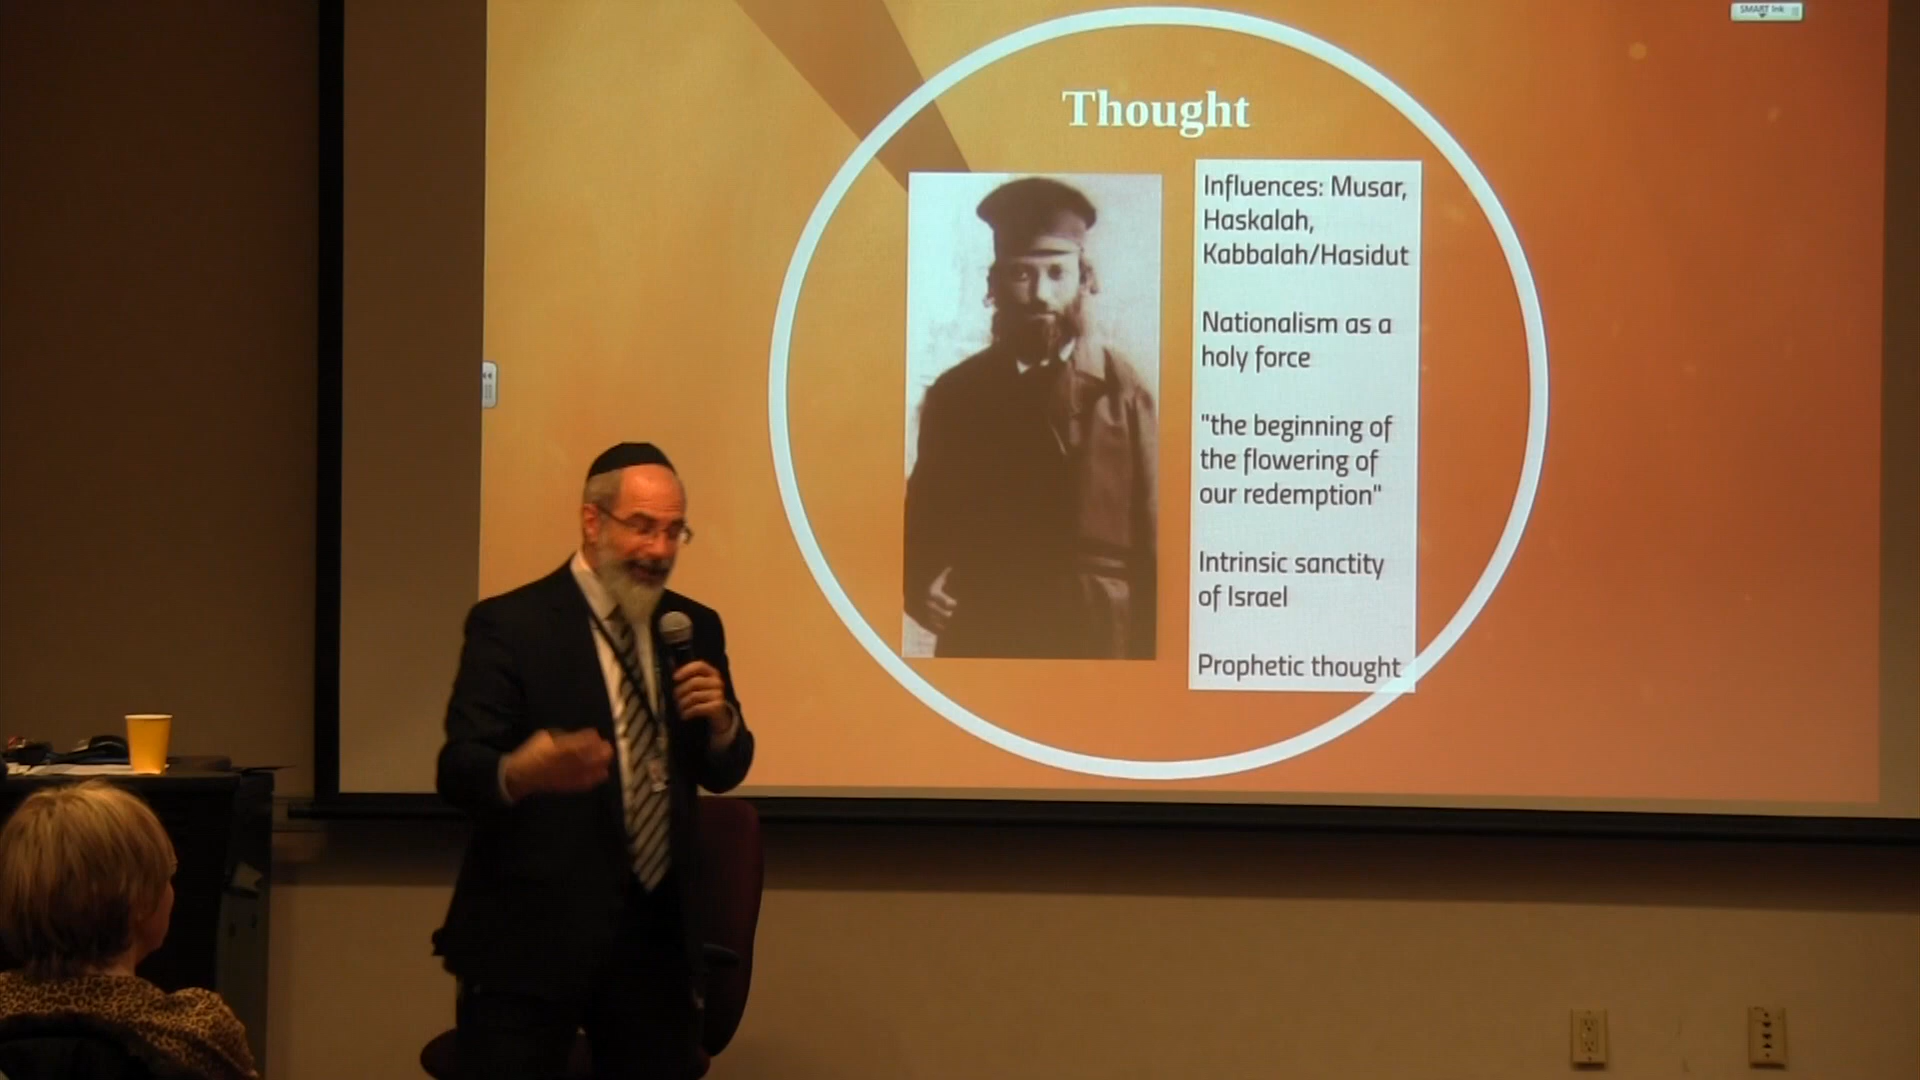 SMART Ink
Thought
Influences: Musar,
Haskalah,
Kabbalah/Hasidut
Nationalism as a
holy force
"the beginning of
the flowering of
our redemption"
Intrinsic sanctity
of Israel
Prophetic thought